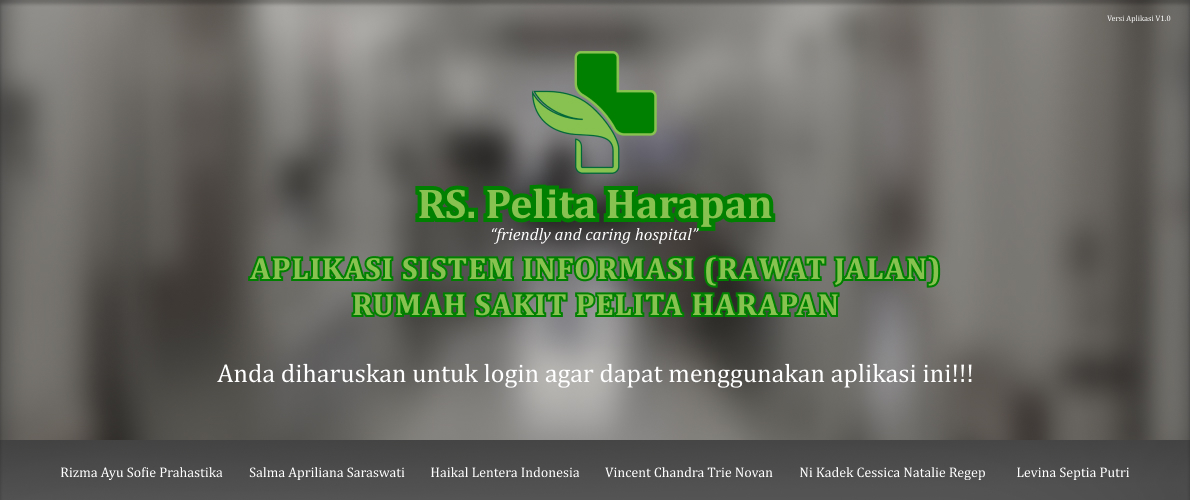 Versi Aplikasi V1.0
RS. Pelita Harapan
“friendly and caring hospital”
APLIKASI SISTEM INFORMASI (RAWAT JALAN)
RUMAH SAKIT PELITA HARAPAN
Anda diharuskan untuk login agar dapat menggunakan aplikasi ini!!!
Rizma Ayu Sofie Prahastika Salma Apriliana Saraswati Haikal Lentera Indonesia Vincent Chandra Trie Novan Ni Kadek Cessica Natalie Regep Levina Septia Putri